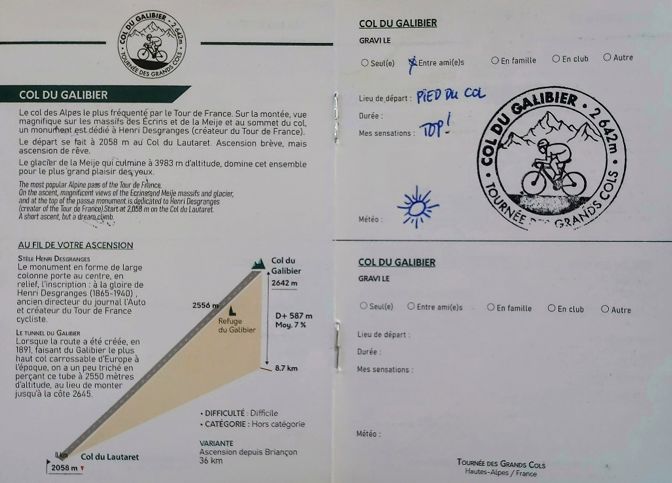 COL DU GALIBIER • 2 642m
TOURNÉE DES GRANDS COLS
COL DU GALIBIER
Le col des Alpes le plus fréquenté par le Tour de France. Sur la montée, vue
magnifique sur les massifs des Écrins et de la Meije et au sommet du col,
un monument est dédié à Henri Desgranges (créateur du Tour de France).
Le départ se fait à 2058 m au Col du Lautaret. Ascension brève, mais
ascension de rêve.
Le glacier de la Meije qui culmine à 3983 m d'altitude, domine cet ensemble
pour le plus grand plaisir des yeux.
The most popular Alpine pass of the Tour de France.
On the ascent, magnificent views of the Ecrins and Meije massifs and glacier,
and at the top of the pass a monument is dedicated to Henri Desgranges
(creator of the Tour de France) Start at 2,058 m on the Col du Lautaret.
A short ascent, but a dream climb.
AU FIL DE VOTRE ASCENSION
STÈLE HENRI DESGRANGES
Le monument en forme de large
colonne porte au centre, en
relief, l'inscription : à la gloire de
Henri Desgranges (1865-1940) ,
ancien directeur du journal l'Auto
et créateur du Tour de France
cycliste.
LE TUNNEL DU GALIBIER
Lorsque la route a été créée, en
1891, faisant du Galibier le plus
haut col carrossable d'Europe à
l'époque, on a un peu triché en
perçant ce tube à 2550 mètres
d'altitude, au lieu de monter
jusqu'à la côte 2645.
Col du
Galibier
2642 m
2556 m
Refuge
du Galibier
D+ 587 m
Moy. 7 %
8.7 km
• DIFFICULTÉ : Difficile
• CATÉGORIE : Hors catégorie
VARIANTE
Ascension depuis Briançon
36 km
0 km
Col du Lautaret
2058 m
COL DU GALIBIER
GRAVI LE
Seul(e) Entre ami(e)s En famille En club Autre
Lieu de départ : PIED DU COL
Durée :
Mes sensations : TOP!
COL DU GALIBIER • 2 642m •
TOURNÉE DES GRANDS COLS
Météo :
COL DU GALIBIER
GRAVI LE
Seul(e) Entre ami(e)s En famille En club Autre
Lieu de départ :
Durée :
Mes sensations :
Météo :
TOURNÉE DES GRANDS COLS
Hautes-Alpes / France